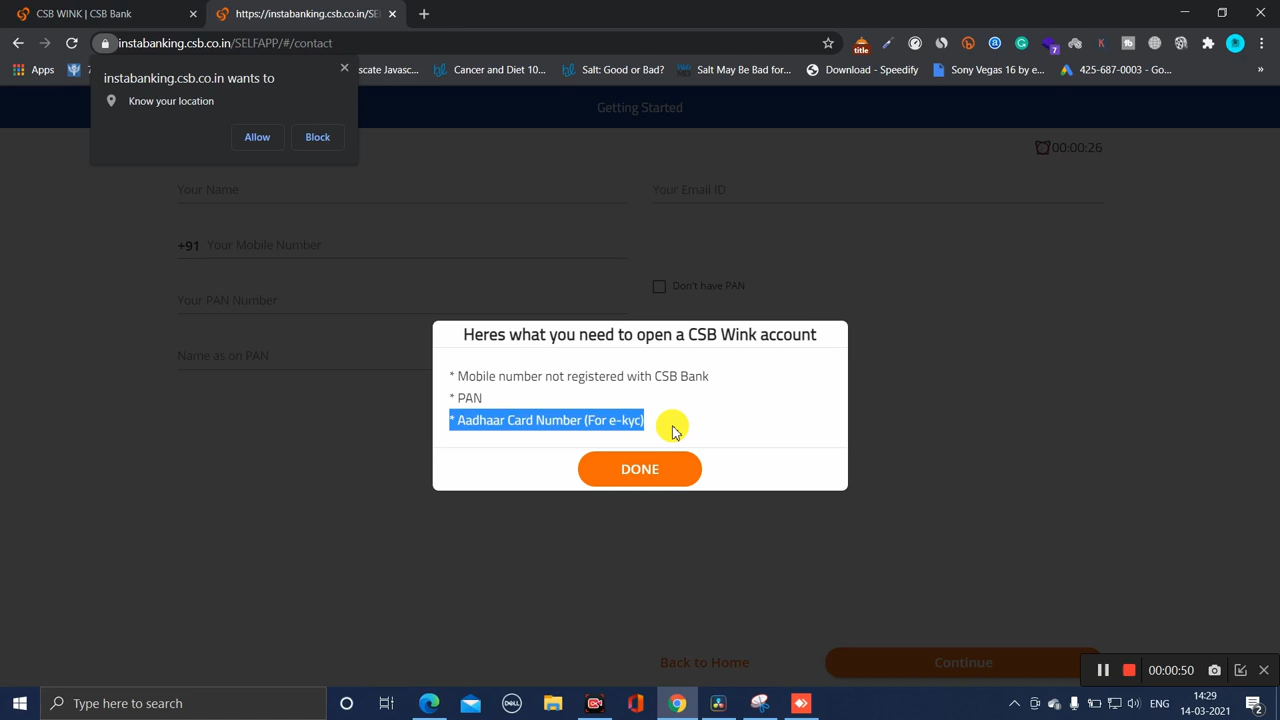 CSB WINK | CSB Bank
https://instabanking.csb.co.in/SE
instabanking.csb.co.in/SELFAPP/#/contact
title
7
Apps
scape Javasc...
Cancer and Diet 10...
Salt: Good or Bad?
Salt May Be Bad for...
Download - Speedify
Sony Vegas 16 by e...
425-687-0003 - Go...
»
instabanking.csb.co.in wants to
Know your location
Allow
Block
Getting Started
00:00:26
Your Name
Your Email ID
+91 Your Mobile Number
Your PAN Number
Don't have PAN
Name as on PAN
Heres what you need to open a CSB Wink account
* Mobile number not registered with CSB Bank
* PAN
* Aadhaar Card Number (For e-kyc)
DONE
Back to Home
Continue
00:00:50
Type here to search
DELL
ENG
14:29
14-03-2021
2